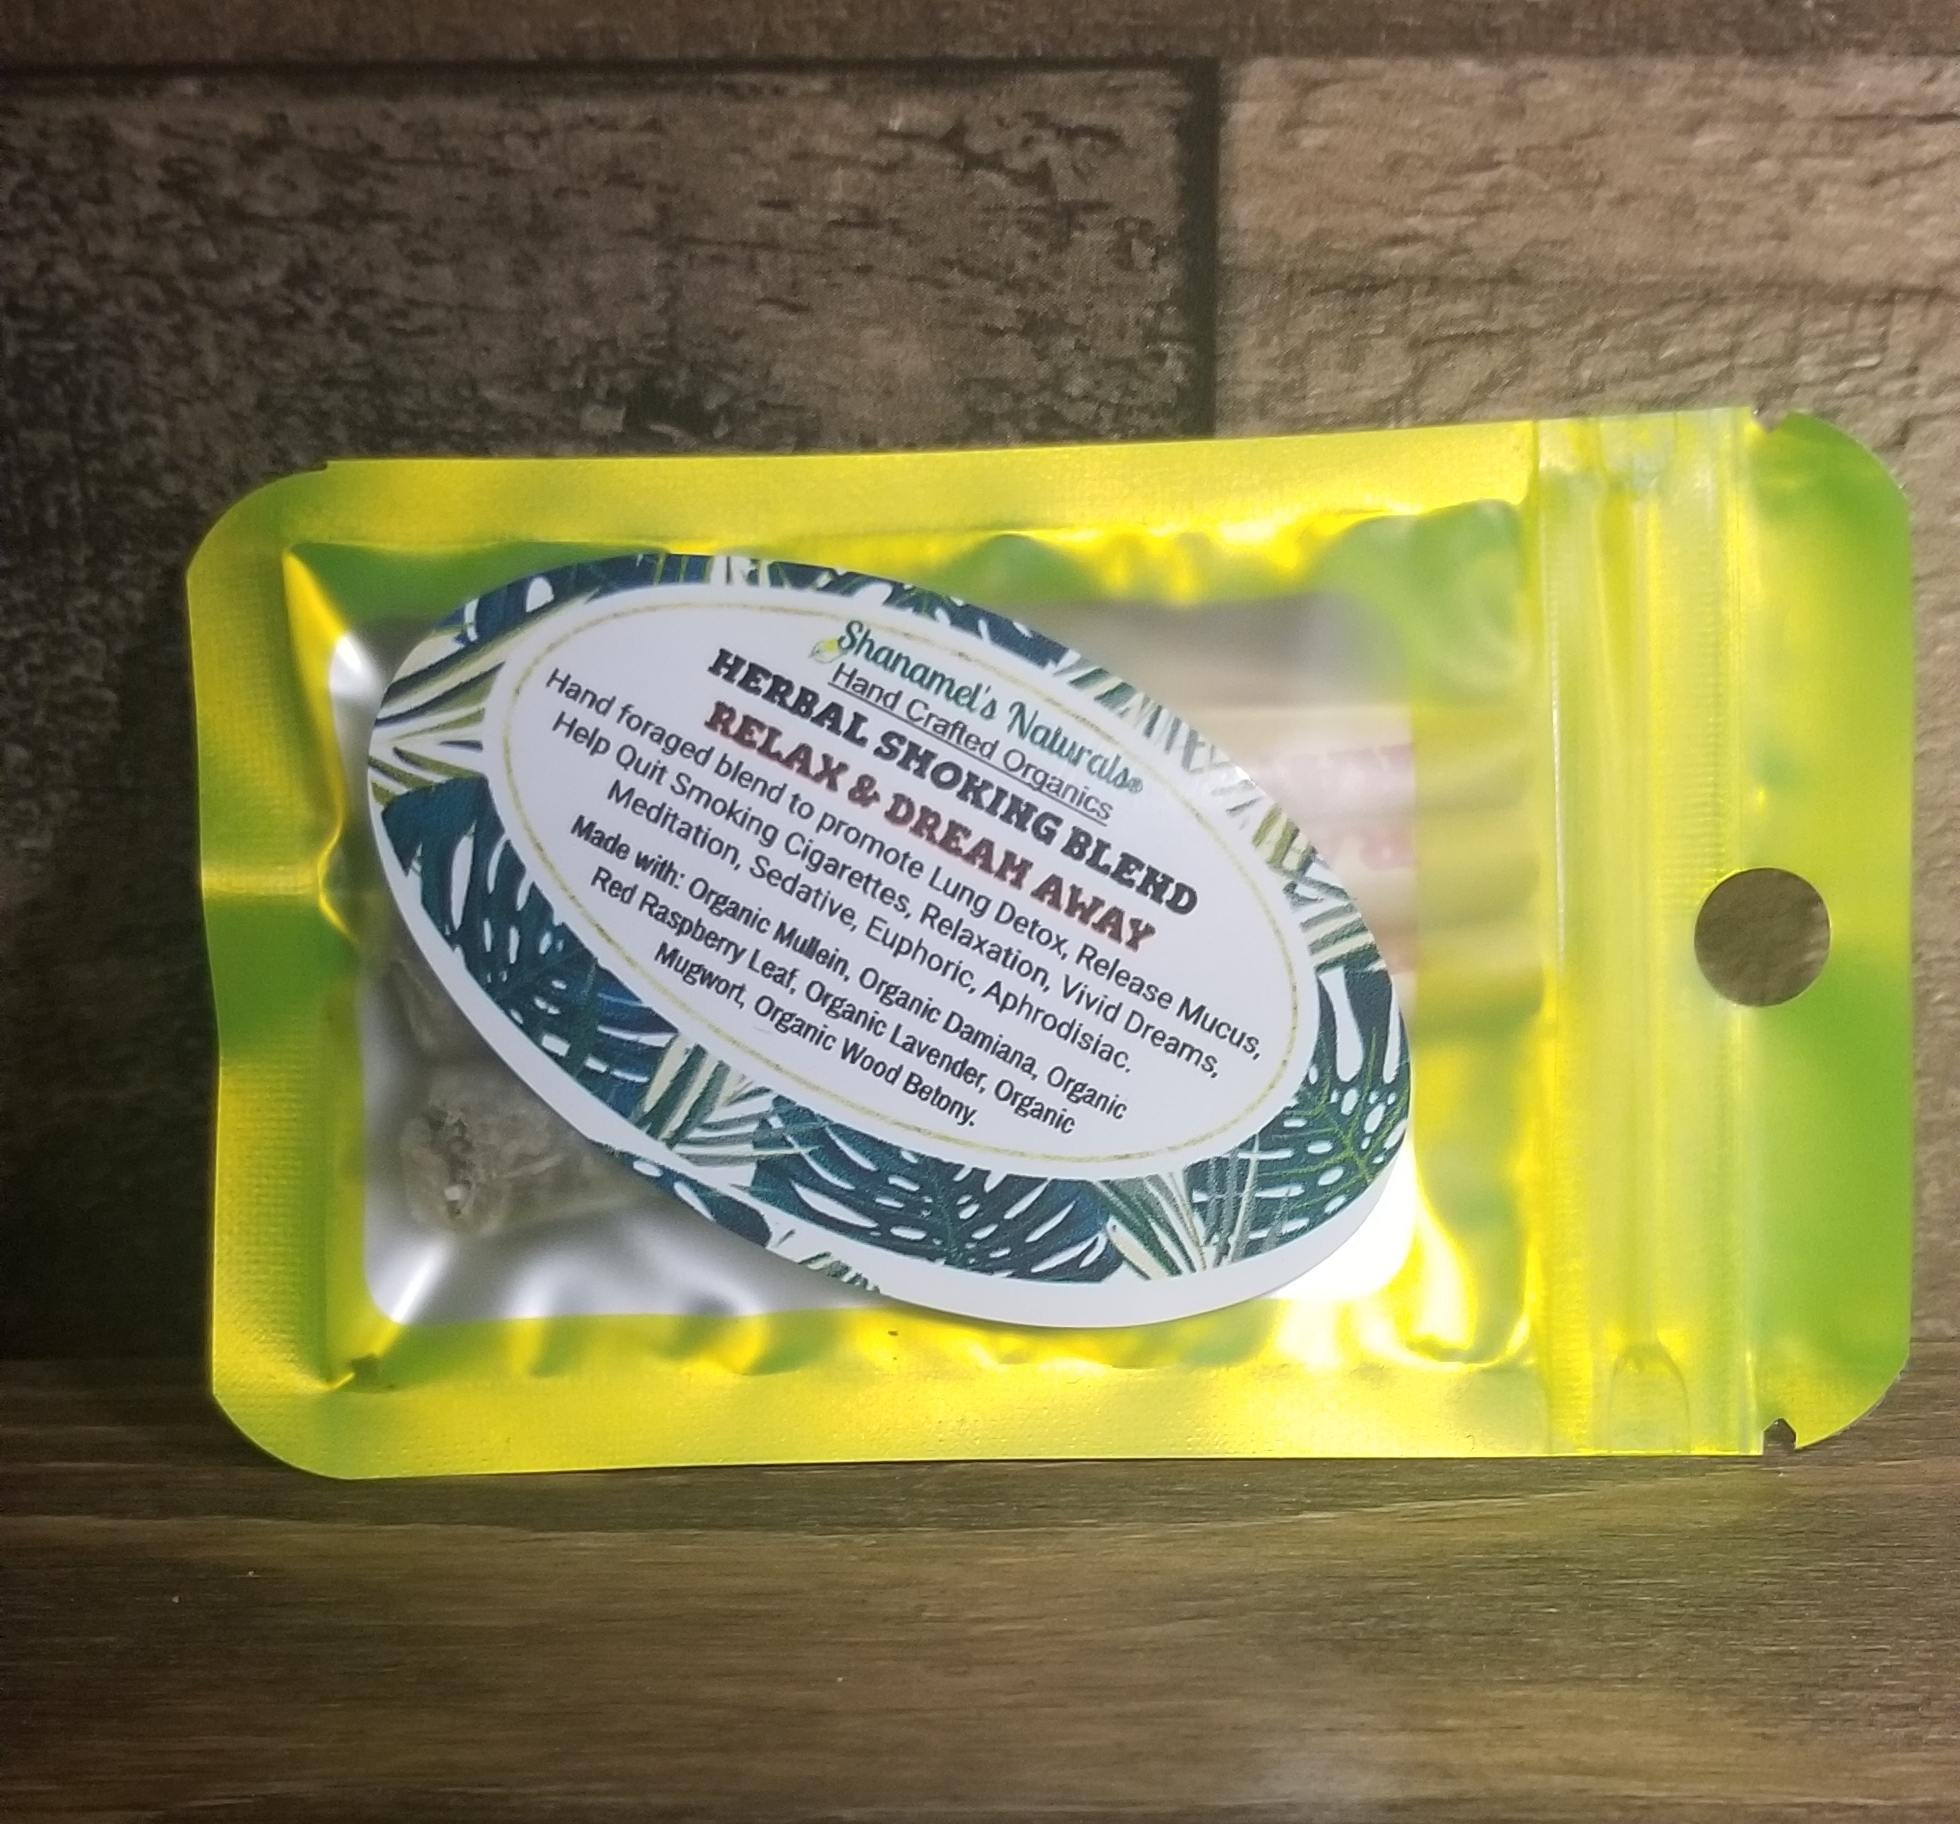 Shanamel's Naturals®
Hand Crafted Organics
HERBAL SMOKING BLEND
RELAX & DREAM AWAY
Hand foraged blend to promote Lung Detox, Release Mucus,
Help Quit Smoking Cigarettes, Relaxation, Vivid Dreams,
Meditation, Sedative, Euphoric, Aphrodisiac.
Made with: Organic Mullein, Organic Damiana, Organic
Red Raspberry Leaf, Organic Lavender, Organic
Mugwort, Organic Wood Betony.